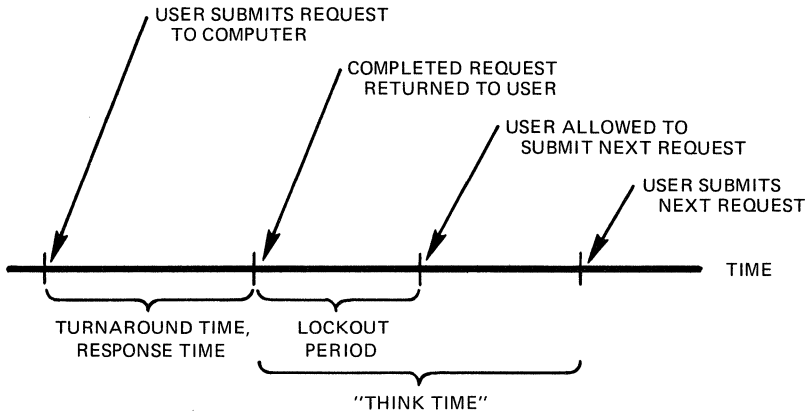 USER SUBMITS REQUEST
TO COMPUTER
COMPLETED REQUEST
RETURNED TO USER
USER ALLOWED TO
SUBMIT NEXT REQUEST
USER SUBMITS
NEXT REQUEST
TIME
TURNAROUND TIME,
RESPONSE TIME
LOCKOUT
PERIOD
"THINK TIME"